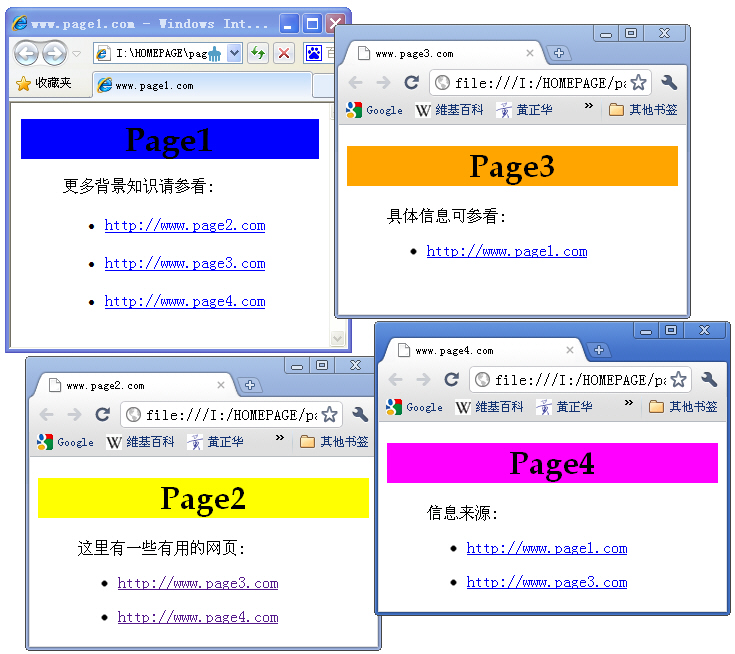 www.page1.com - Windows Int...
I:\HOMEPAGE\pag
百
收藏夹
www.page1.com
Page1
更多背景知识请参看:
http://www.page2.com
http://www.page3.com
http://www.page4.com
www.page3.com
file:///I:/HOMEPAGE/pa
Google W 维基百科 黄正华 » 其他书签
Page3
具体信息可参看:
http://www.page1.com
www.page2.com
file:///I:/HOMEPAGE/pa
Google W 维基百科 黄正华 » 其他书签
Page2
这里有一些有用的网页:
http://www.page3.com
http://www.page4.com
www.page4.com
file:///I:/HOMEPAGE/pa
Google W 维基百科 黄正华 » 其他书签
Page4
信息来源:
http://www.page1.com
http://www.page3.com